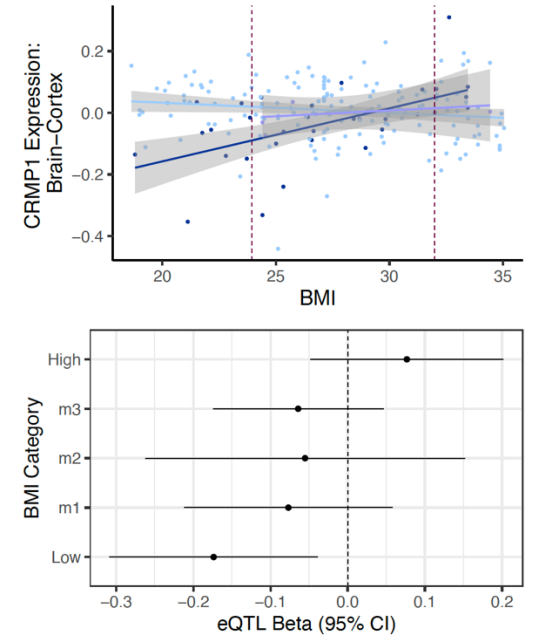 CRMP1 Expression:
Brain−Cortex
0.2
0.0
−0.2
−0.4
20 25 30 35
BMI
BMI Category
High
m3
m2
m1
Low
−0.3 −0.2 −0.1 0.0 0.1 0.2
eQTL Beta (95% CI)